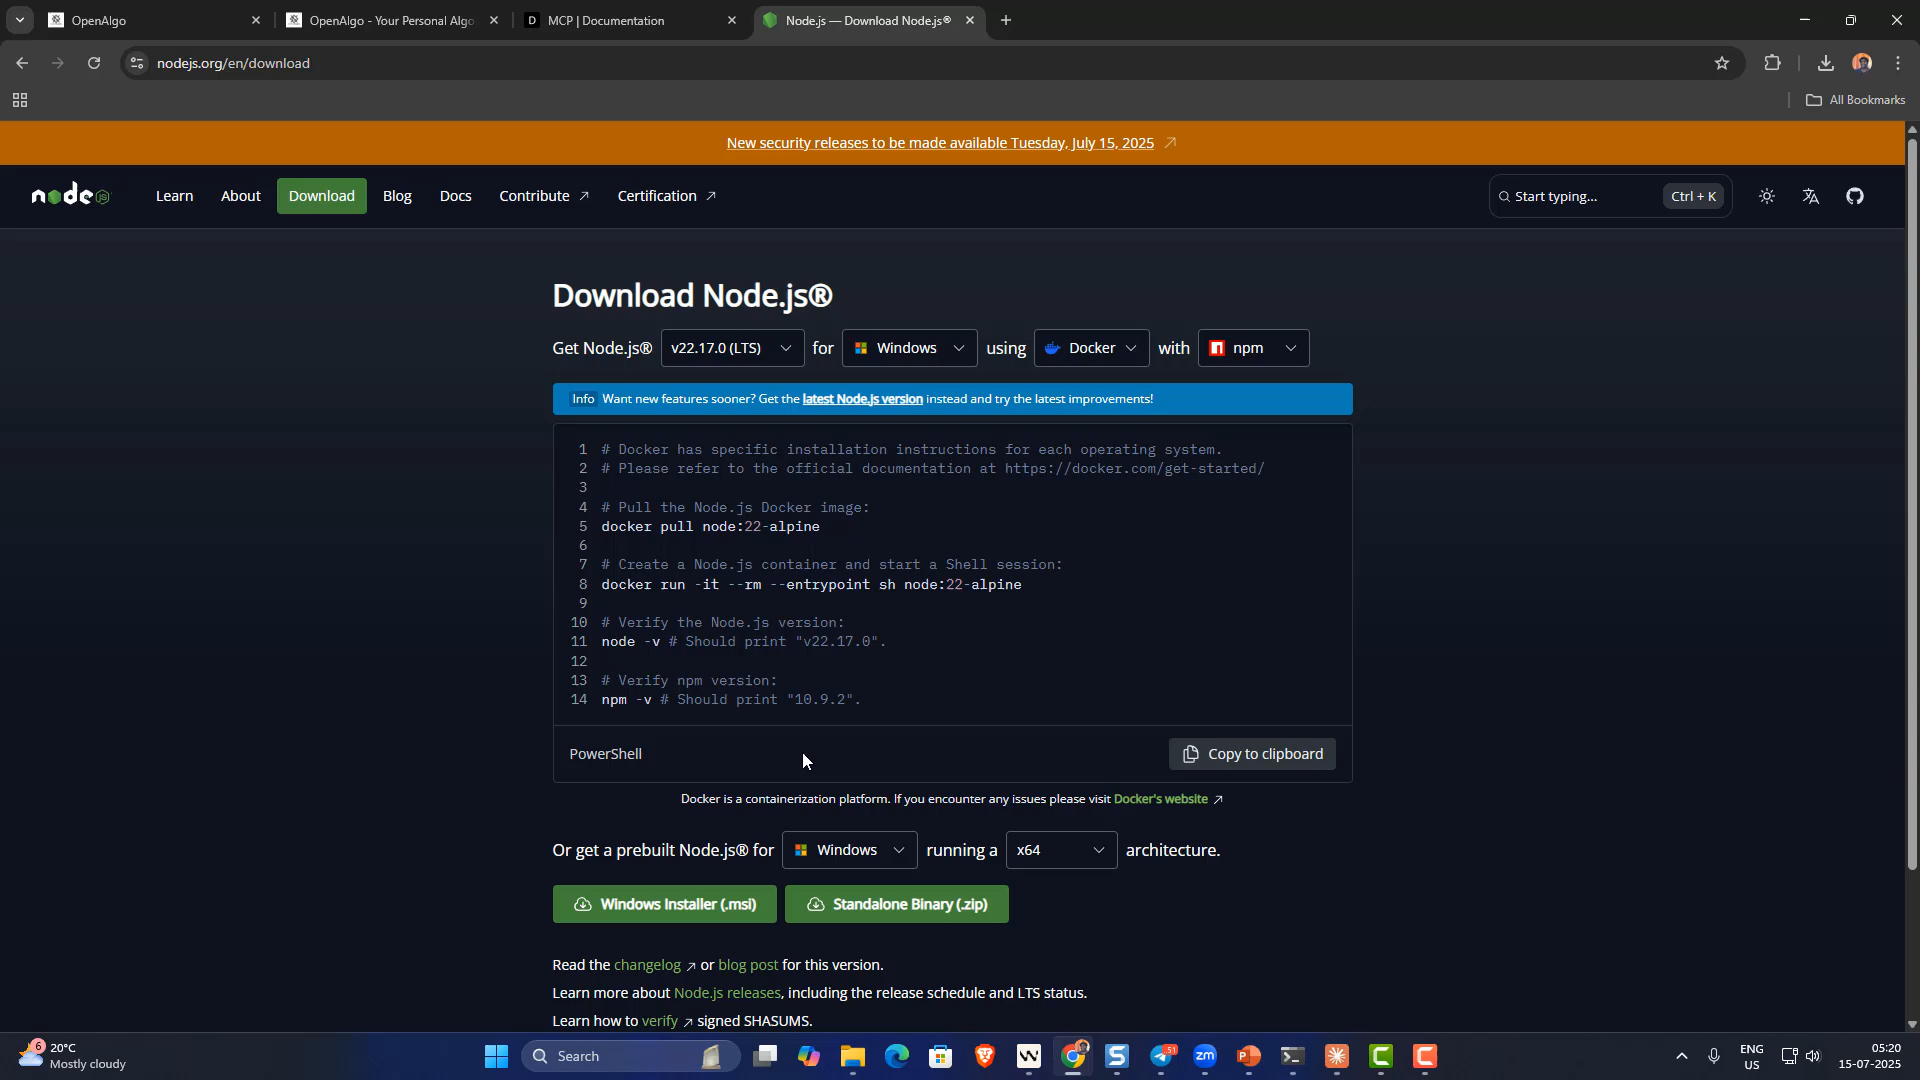 OpenAlgo
OpenAlgo - Your Personal Algo
MCP | Documentation
Node.js — Download Node.js®
nodejs.org/en/download
All Bookmarks
New security releases to be made available Tuesday, July 15, 2025
node
Learn
About
Download
Blog
Docs
Contribute
Certification
Start typing...
Ctrl + K
Download Node.js®
Get Node.js® v22.17.0 (LTS) for Windows using Docker with npm
Info Want new features sooner? Get the latest Node.js version instead and try the latest improvements!
1 # Docker has specific installation instructions for each operating system.
2 # Please refer to the official documentation at https://docker.com/get-started/
3
4 # Pull the Node.js Docker image:
5 docker pull node:22-alpine
6
7 # Create a Node.js container and start a Shell session:
8 docker run -it --rm --entrypoint sh node:22-alpine
9
10 # Verify the Node.js version:
11 node -v # Should print "v22.17.0".
12
13 # Verify npm version:
14 npm -v # Should print "10.9.2".
PowerShell
Copy to clipboard
Docker is a containerization platform. If you encounter any issues please visit Docker's website
Or get a prebuilt Node.js® for Windows running a x64 architecture.
Windows Installer (.msi)
Standalone Binary (.zip)
Read the changelog or blog post for this version.
Learn more about Node.js releases, including the release schedule and LTS status.
Learn how to verify signed SHASUMS.
6
20°C
Mostly cloudy
Search
51
zm
ENG
US
05:20
15-07-2025